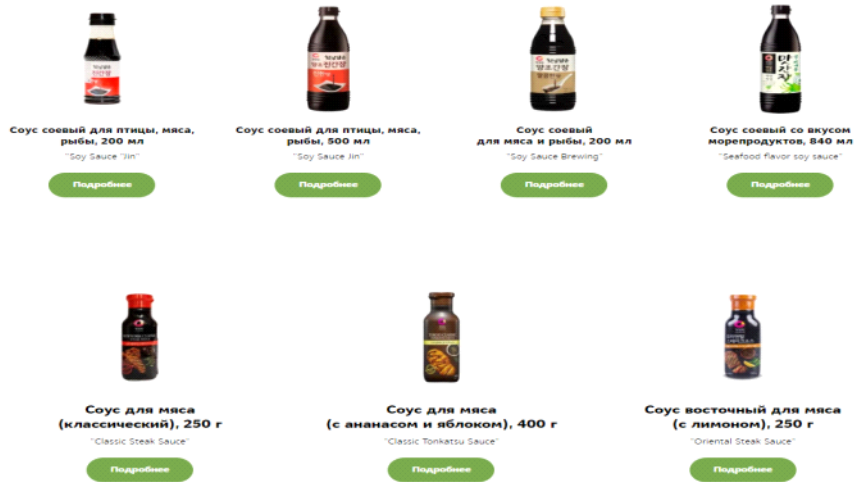 Соус соевый для птицы, мяса,
рыбы, 200 мл
"Soy Sauce "Jin"
Подробнее
Соус соевый для птицы, мяса,
рыбы, 500 мл
"Soy Sauce Jin"
Подробнее
Соус соевый
для мяса и рыбы, 200 мл
"Soy Sauce Brewing"
Подробнее
Соус соевый со вкусом
морепродуктов, 840 мл
"Seafood flavor soy sauce"
Подробнее
Соус для мяса
(классический), 250 г
"Classic Steak Sauce"
Подробнее
Соус для мяса
(с ананасом и яблоком), 400 г
"Classic Tonkatsu Sauce"
Подробнее
Соус восточный для мяса
(с лимоном), 250 г
"Oriental Steak Sauce"
Подробнее